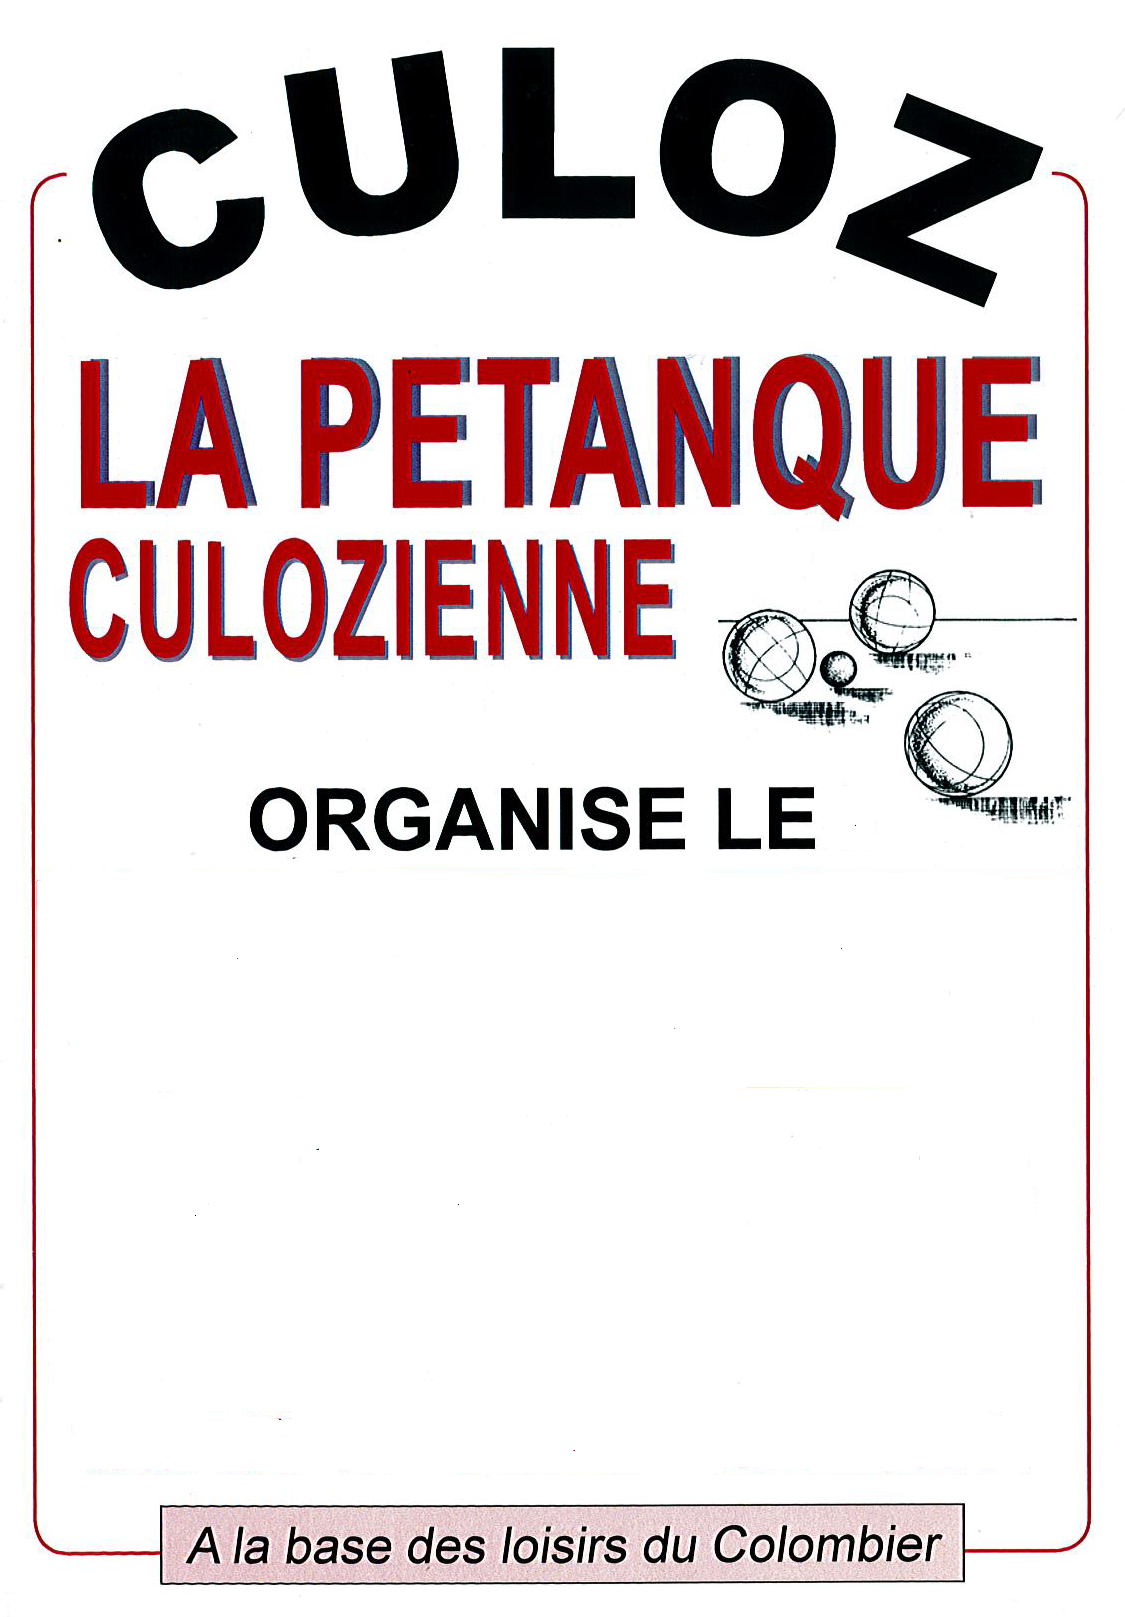 CULOZ
LA PETANQUE
CULOZIENNE
ORGANISE LE
A la base des loisirs du Colombier